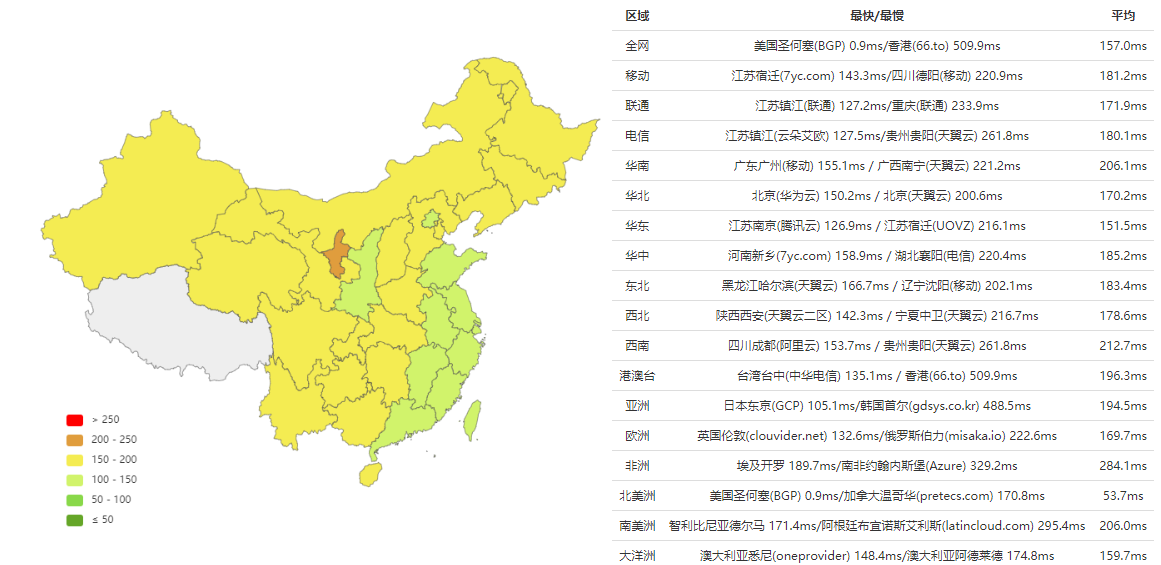 区域 最快/最慢 平均
全网 美国圣何塞(BGP) 0.9ms/香港(66.to) 509.9ms 157.0ms
移动 江苏宿迁(7yc.com) 143.3ms/四川德阳(移动) 220.9ms 181.2ms
联通 江苏镇江(联通) 127.2ms/重庆(联通) 233.9ms 171.9ms
电信 江苏镇江(云朵艾欧) 127.5ms/贵州贵阳(天翼云) 261.8ms 180.1ms
华南 广东广州(移动) 155.1ms / 广西南宁(天翼云) 221.2ms 206.1ms
华北 北京(华为云) 150.2ms / 北京(天翼云) 200.6ms 170.2ms
华东 江苏南京(腾讯云) 126.9ms / 江苏宿迁(UOVZ) 216.1ms 151.5ms
华中 河南新乡(7yc.com) 158.9ms / 湖北襄阳(电信) 220.4ms 185.2ms
东北 黑龙江哈尔滨(天翼云) 166.7ms / 辽宁沈阳(移动) 202.1ms 183.4ms
西北 陕西西安(天翼云二区) 142.3ms / 宁夏中卫(天翼云) 216.7ms 178.6ms
西南 四川成都(阿里云) 153.7ms / 贵州贵阳(天翼云) 261.8ms 212.7ms
港澳台 台湾台中(中华电信) 135.1ms / 香港(66.to) 509.9ms 196.3ms
亚洲 日本东京(GCP) 105.1ms/韩国首尔(gdsys.co.kr) 488.5ms 194.5ms
欧洲 英国伦敦(clouvider.net) 132.6ms/俄罗斯伯力(misaka.io) 222.6ms 169.7ms
非洲 埃及开罗 189.7ms/南非约翰内斯堡(Azure) 329.2ms 284.1ms
北美洲 美国圣何塞(BGP) 0.9ms/加拿大温哥华(pretecs.com) 170.8ms 53.7ms
南美洲 智利比尼亚德尔马 171.4ms/阿根廷布宜诺斯艾利斯(latincloud.com) 295.4ms 206.0ms
大洋洲 澳大利亚悉尼(oneprovider) 148.4ms/澳大利亚阿德莱德 174.8ms 159.7ms
> 250
200 - 250
150 - 200
100 - 150
50 - 100
≤ 50